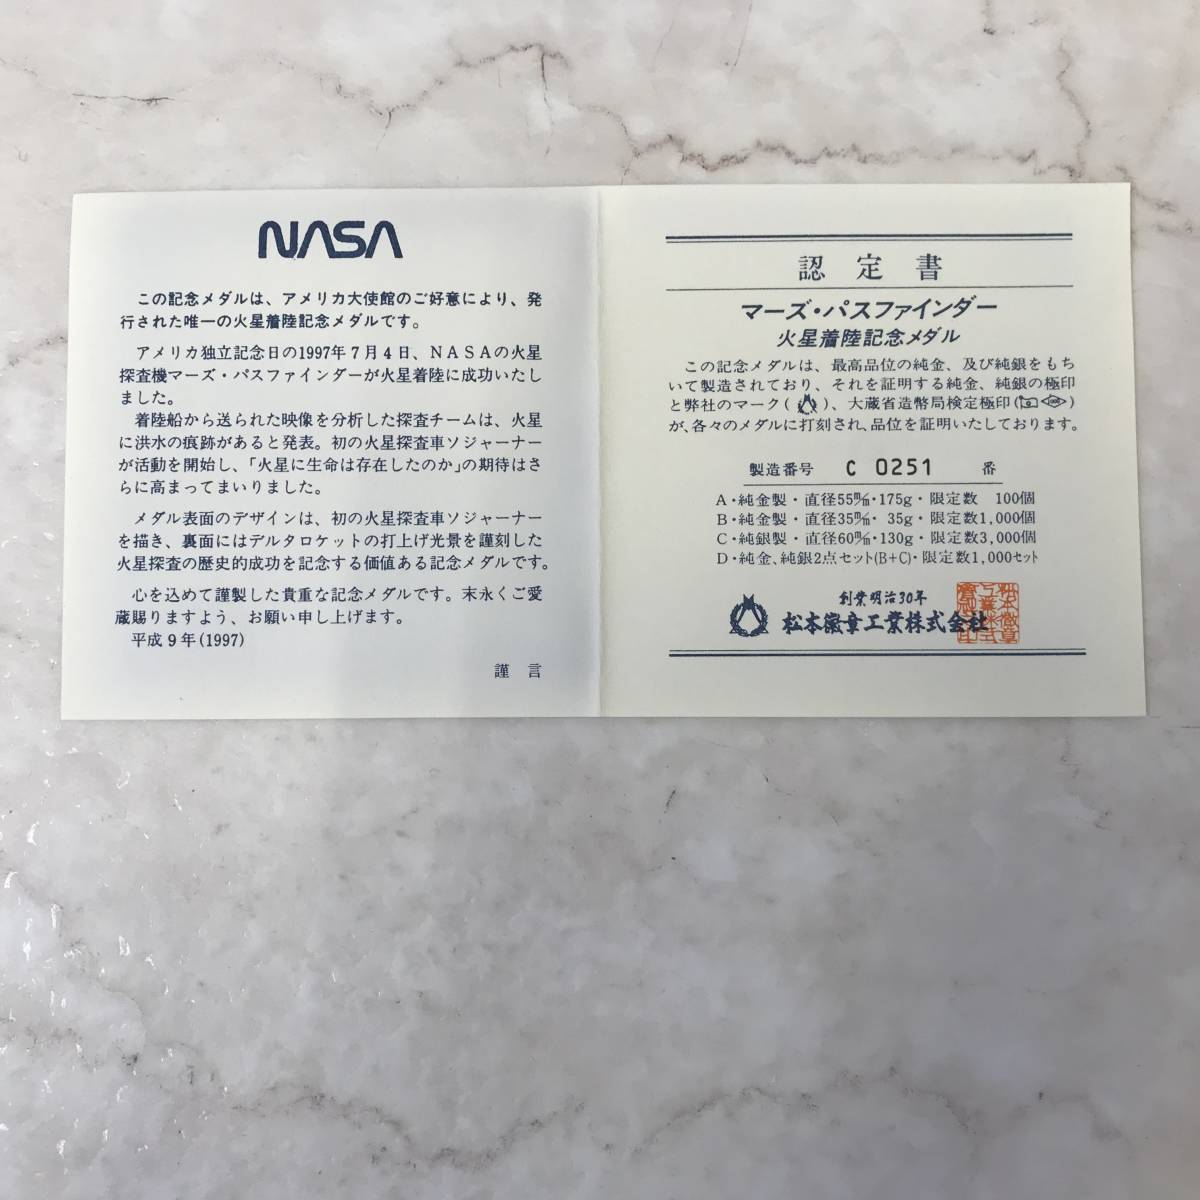 NASA
この記念メダルは、アメリカ大使館のご好意により、発
行された唯一の火星着陸記念メダルです。
アメリカ独立記念日の1997年7月4日、NASAの火星
探査機マーズ・パスファインダーが火星着陸に成功いたし
ました。
着陸船から送られた映像を分析した探査チームは、火星
に洪水の痕跡があると発表。初の火星探査車ソジャーナー
が活動を開始し、「火星に生命は存在したのか」の期待はさ
らに高まってまいりました。
メダル表面のデザインは、初の火星探査車ソジャーナー
を描き、裏面にはデルタロケットの打上げ光景を謹刻した
火星探査の歴史的成功を記念する価値ある記念メダルです。
心を込めて謹製した貴重な記念メダルです。末永くご愛
蔵賜りますよう、お願い申し上げます。
平成9年(1997)
謹言
認定書
マーズ・パスファインダー
火星着陸記念メダル
この記念メダルは、最高品位の純金、及び純銀をもち
いて製造されており、それを証明する純金、純銀の極印
と弊社のマーク( )、大蔵省造幣局検定極印( )
が、各々のメダルに打刻され、品位を証明いたしております。
製造番号 C 0251 番
A・純金製・直径55㎜・175g・限定数 100個
B・純金製・直径35㎜・35g・限定数1,000個
C・純銀製・直径60㎜・130g・限定数3,000個
D・純金、純銀2点セット(B+C)・限定数1,000セット
創業明治30年
松本徽章工業株式会社